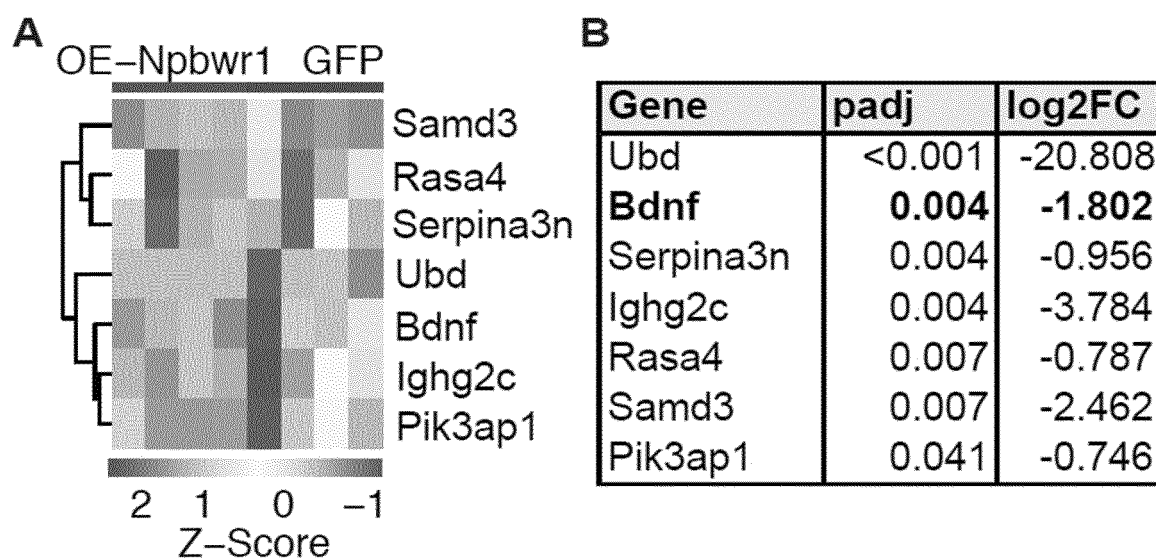 A
OE–Npbwr1 GFP
Samd3
Rasa4
Serpina3n
Ubd
Bdnf
Ighg2c
Pik3ap1
2 1 0 –1
Z–Score
B
Gene padj log2FC
Ubd <0.001 -20.808
Bdnf 0.004 -1.802
Serpina3n 0.004 -0.956
Ighg2c 0.004 -3.784
Rasa4 0.007 -0.787
Samd3 0.007 -2.462
Pik3ap1 0.041 -0.746